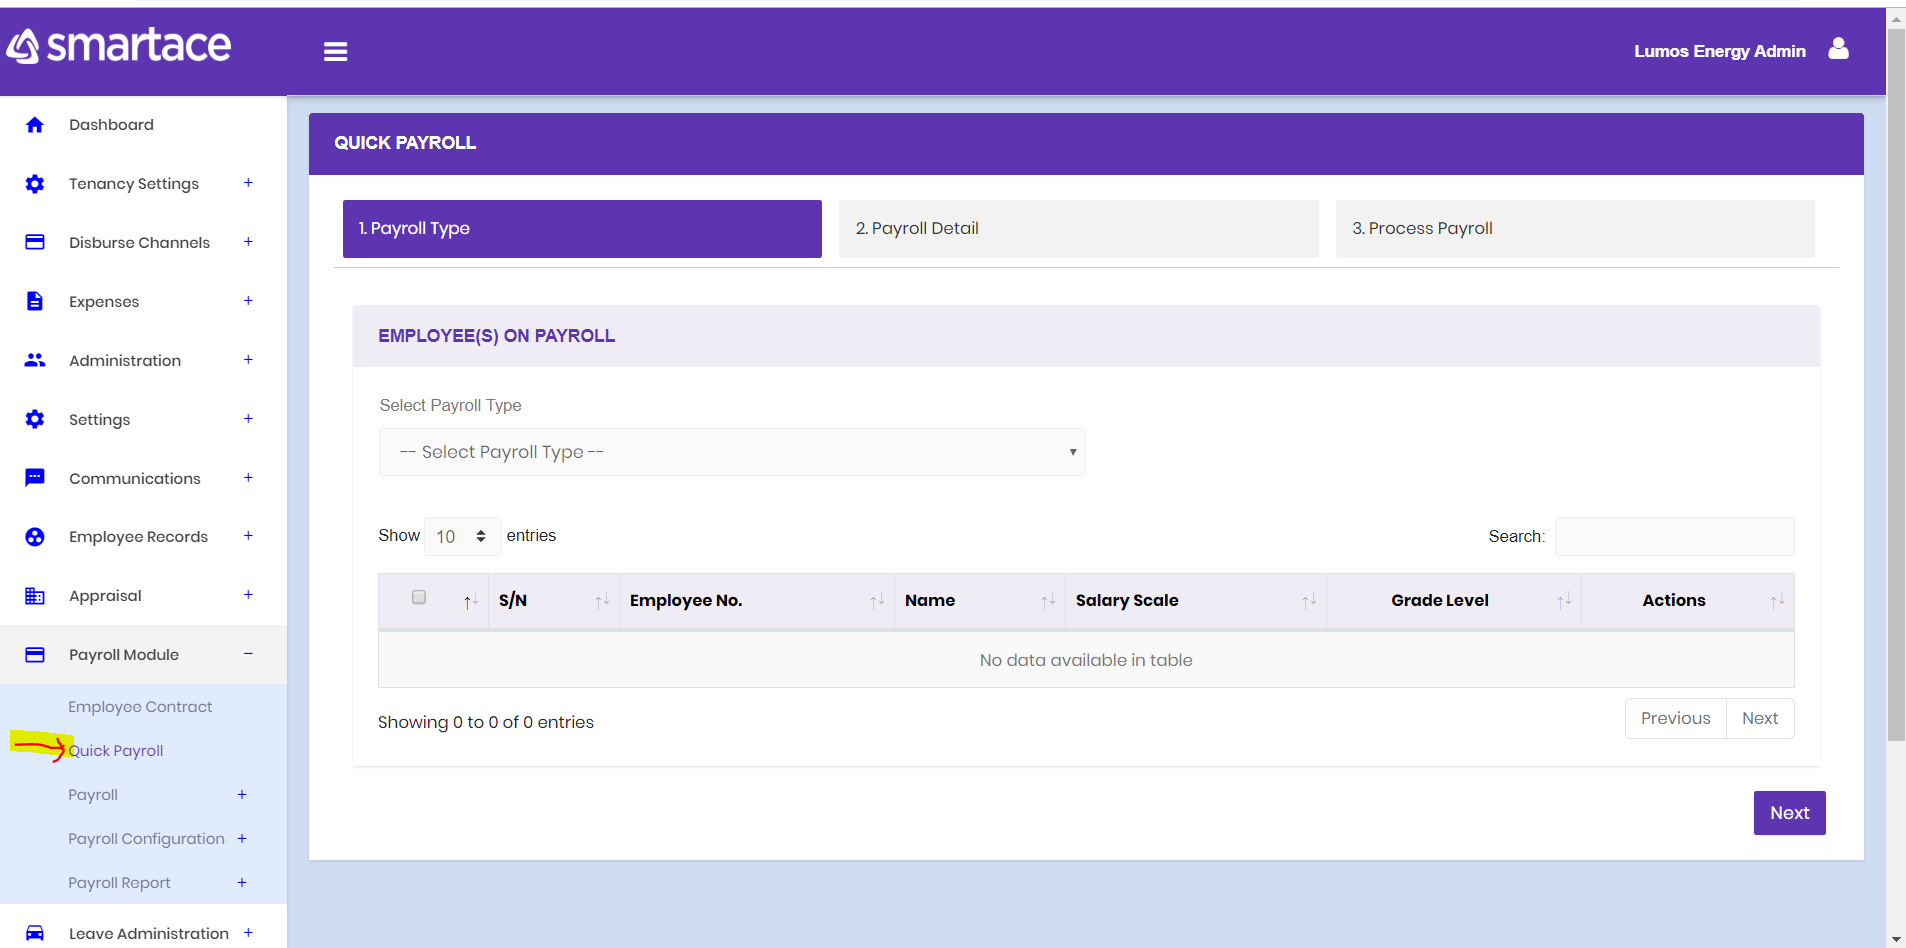 smartace
Lumos Energy Admin
Dashboard
Tenancy Settings +
Disburse Channels +
Expenses +
Administration +
Settings +
Communications +
Employee Records +
Appraisal +
Payroll Module −
Employee Contract
Quick Payroll
Payroll +
Payroll Configuration +
Payroll Report +
Leave Administration +
QUICK PAYROLL
1. Payroll Type
2. Payroll Detail
3. Process Payroll
EMPLOYEE(S) ON PAYROLL
Select Payroll Type
-- Select Payroll Type --
Show 10 entries
Search:
S/N Employee No. Name Salary Scale Grade Level Actions
No data available in table
Showing 0 to 0 of 0 entries
Previous Next
Next